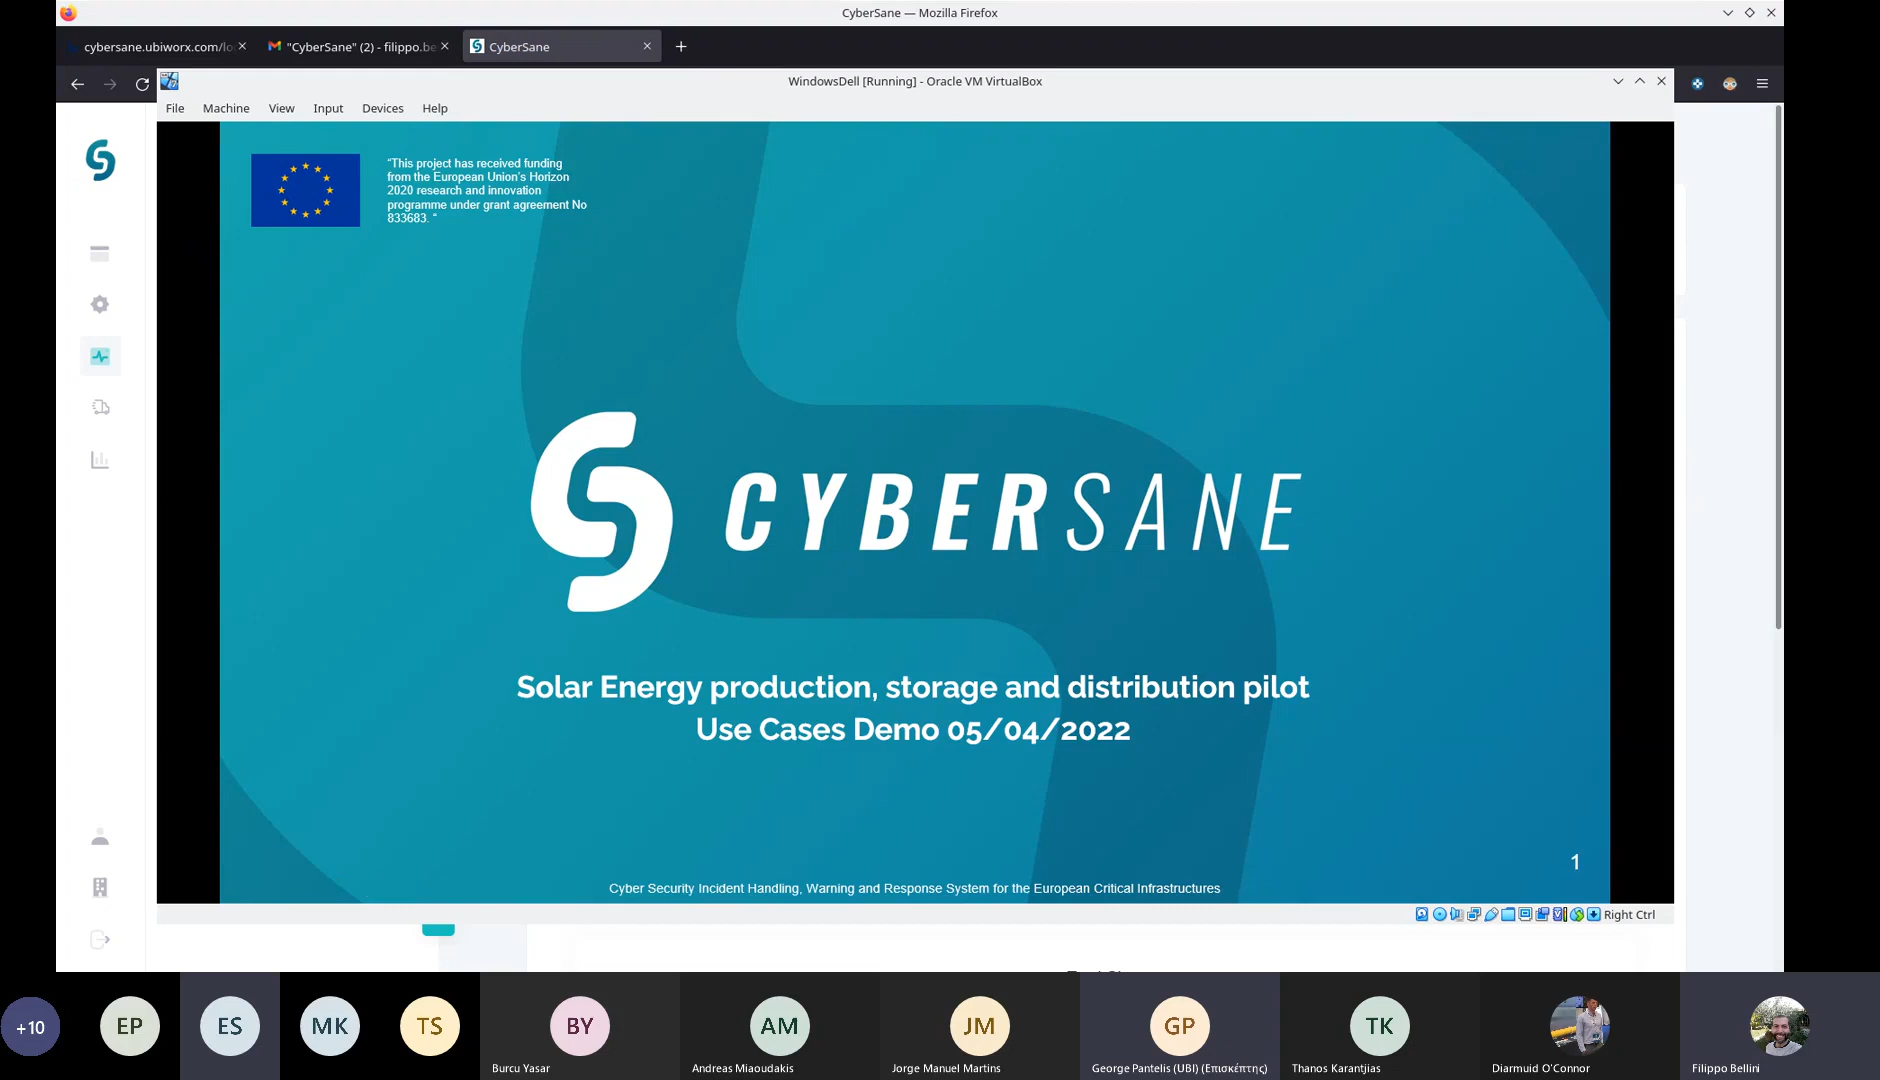 CyberSane — Mozilla Firefox
cybersane.ubiworx.com/lo
"CyberSane" (2) - filippo.be
CyberSane
WindowsDell [Running] - Oracle VM VirtualBox
File Machine View Input Devices Help
“This project has received funding
from the European Union’s Horizon
2020 research and innovation
programme under grant agreement No
833683. “
CYBERSANE
Solar Energy production, storage and distribution pilot
Use Cases Demo 05/04/2022
1
Cyber Security Incident Handling, Warning and Response System for the European Critical Infrastructures
Right Ctrl
+10
EP
ES
MK
TS
BY
AM
JM
GP
TK
Burcu Yasar
Andreas Miaoudakis
Jorge Manuel Martins
George Pantelis (UBI) (Επισκέπτης)
Thanos Karantjias
Diarmuid O'Connor
Filippo Bellini